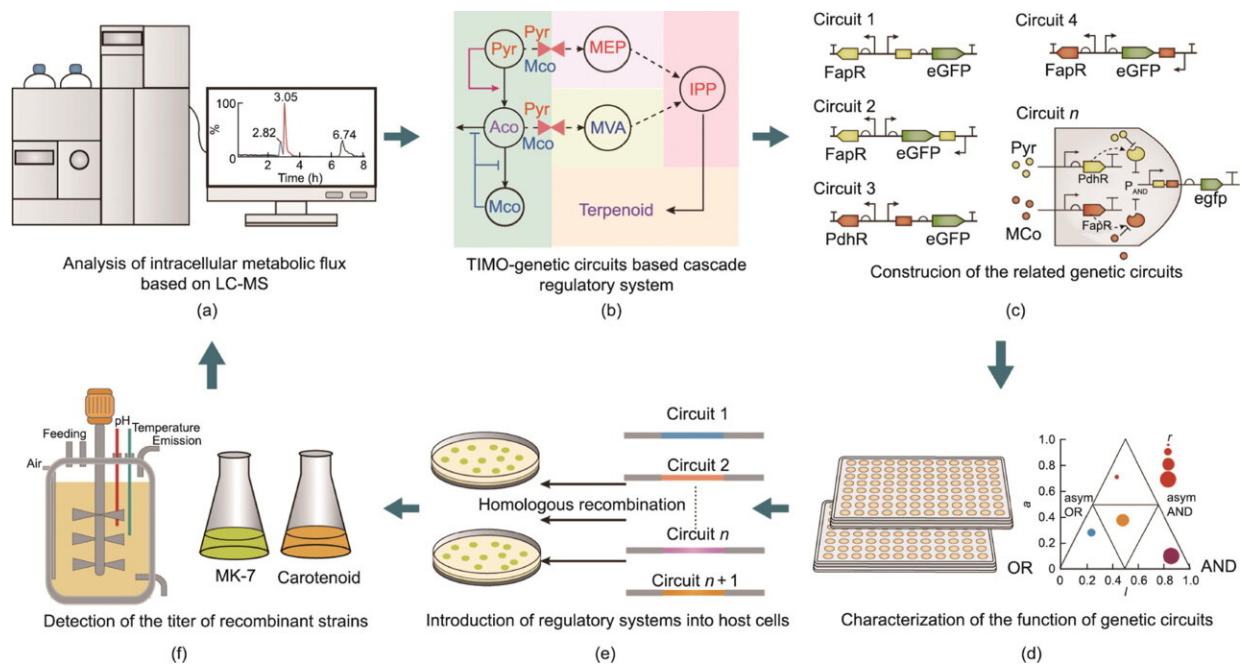 100
%
0
3.05
2.82
6.74
0 2 4 6 8
Time (h)
Analysis of intracellular metabolic flux
based on LC-MS
(a)
Pyr
Pyr
Mco
MEP
IPP
Aco
Pyr
Mco
MVA
Mco
Terpenoid
TIMO-genetic circuits based cascade
regulatory system
(b)
Circuit 1
FapR
eGFP
Circuit 2
FapR
eGFP
Circuit 3
PdhR
eGFP
Circuit 4
FapR
eGFP
Circuit n
Pyr
PdhR
PAND
egfp
MCo
FapR
Construcion of the related genetic circuits
(c)
Feeding
pH
Temperature
Emission
Air
MK-7
Carotenoid
Detection of the titer of recombinant strains
(f)
Circuit 1
Circuit 2
Homologous recombination
Circuit n
Circuit n + 1
Introduction of regulatory systems into host cells
(e)
1.0
0.8
0.6
0.4
0.2
0
a
r
asym
OR
asym
AND
OR
AND
0 0.2 0.4 0.6 0.8 1.0
l
Characterization of the function of genetic circuits
(d)